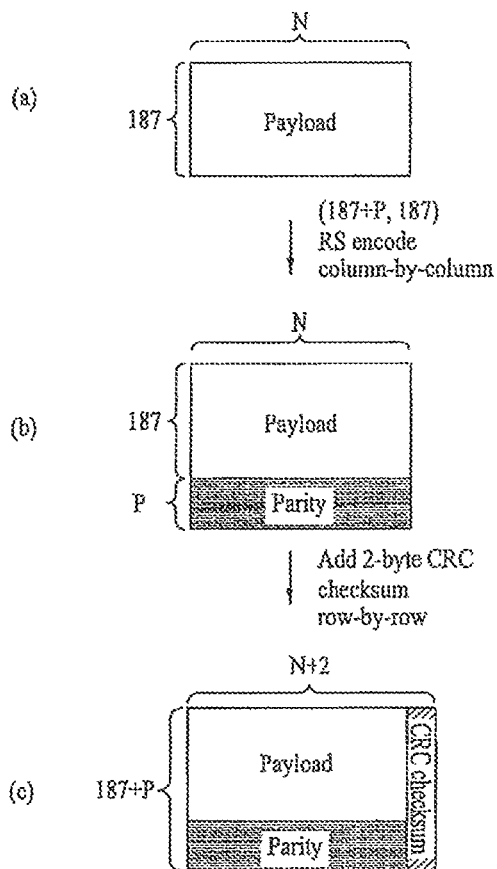 N
(a)
187
Payload
(187+P, 187)
RS encode
column-by-column
N
(b)
187
Payload
P
Parity
Add 2-byte CRC
checksum
row-by-row
N+2
(c)
187+P
Payload
CRC checksum
Parity